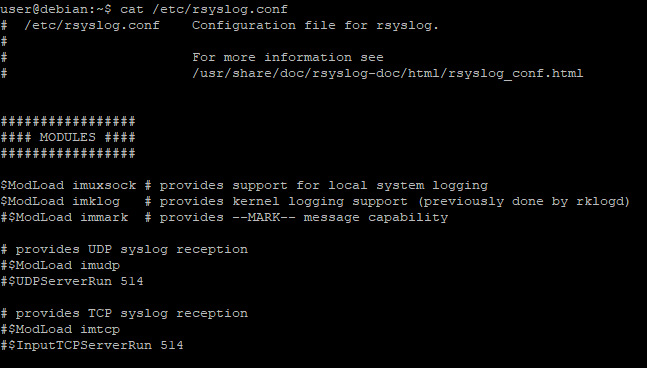 user@debian:~$ cat /etc/rsyslog.conf
#  /etc/rsyslog.conf    Configuration file for rsyslog.
#
#                       For more information see
#                       /usr/share/doc/rsyslog-doc/html/rsyslog_conf.html
#################
#### MODULES ####
#################
$ModLoad imuxsock # provides support for local system logging
$ModLoad imklog   # provides kernel logging support (previously done by rklogd)
#$ModLoad immark  # provides --MARK-- message capability
# provides UDP syslog reception
#$ModLoad imudp
#$UDPServerRun 514
# provides TCP syslog reception
#$ModLoad imtcp
#$InputTCPServerRun 514